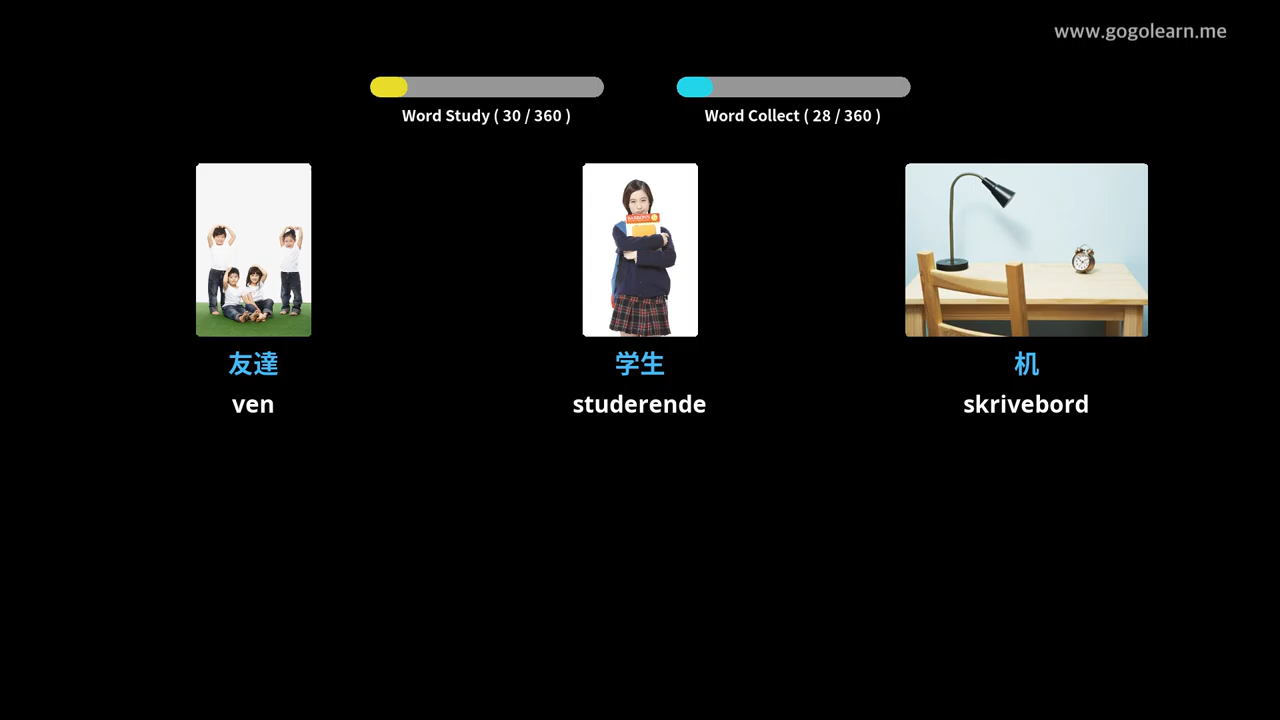 www.gogolearn.me
Word Study ( 30 / 360 )
Word Collect ( 28 / 360 )
友達
学生
机
ven
studerende
skrivebord